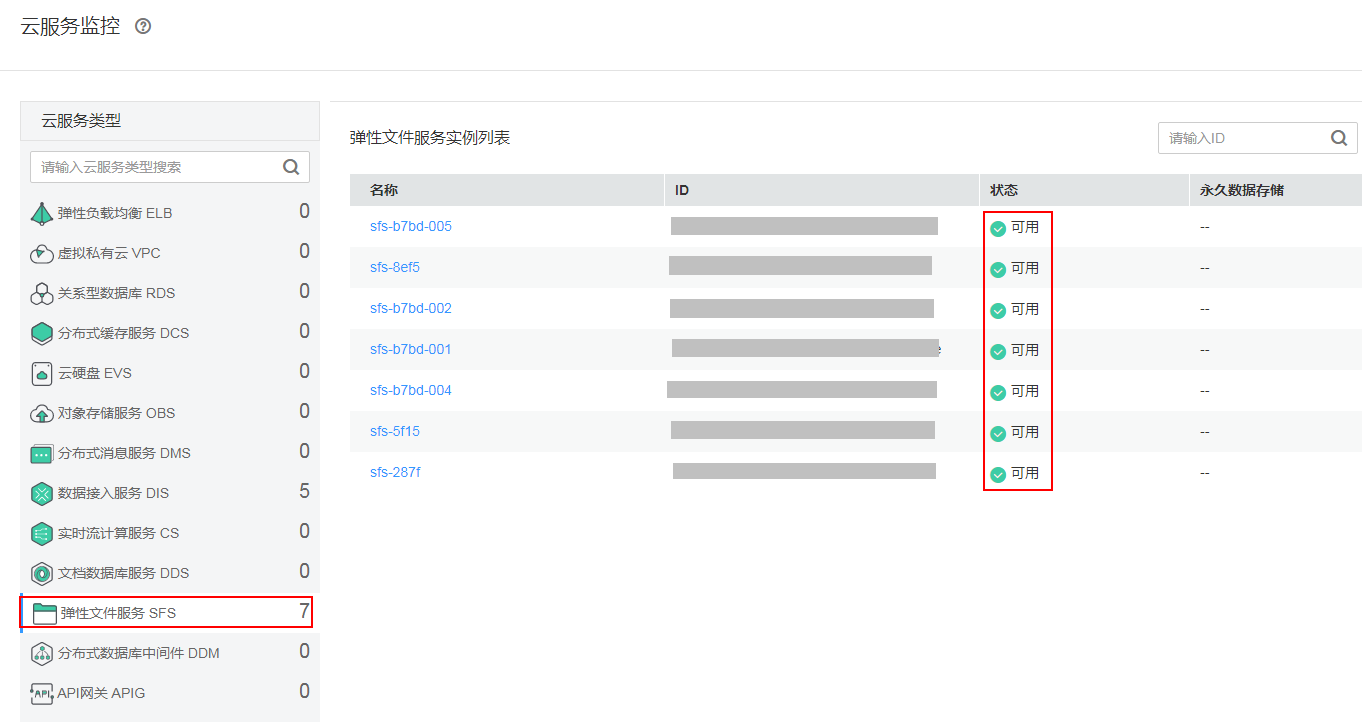 云服务监控 ?
云服务类型
请输入云服务类型搜索
弹性负载均衡 ELB 0
虚拟私有云 VPC 0
关系型数据库 RDS 0
分布式缓存服务 DCS 0
云硬盘 EVS 0
对象存储服务 OBS 0
分布式消息服务 DMS 0
数据接入服务 DIS 5
实时流计算服务 CS 0
文档数据库服务 DDS 0
弹性文件服务 SFS 7
分布式数据库中间件 DDM 0
API API网关 APIG 0
弹性文件服务实例列表
请输入ID
名称 ID 状态 永久数据存储
sfs-b7bd-005 可用 --
sfs-8ef5 可用 --
sfs-b7bd-002 可用 --
sfs-b7bd-001 可用 --
sfs-b7bd-004 可用 --
sfs-5f15 可用 --
sfs-287f 可用 --